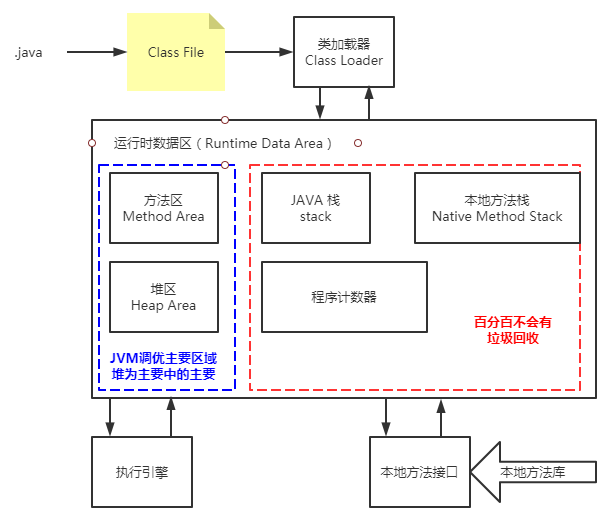 .java
Class File
类加载器
Class Loader
运行时数据区（Runtime Data Area）
方法区
Method Area
JAVA 栈
stack
本地方法栈
Native Method Stack
堆区
Heap Area
程序计数器
百分百不会有
垃圾回收
JVM调优主要区域
堆为主要中的主要
执行引擎
本地方法接口
本地方法库